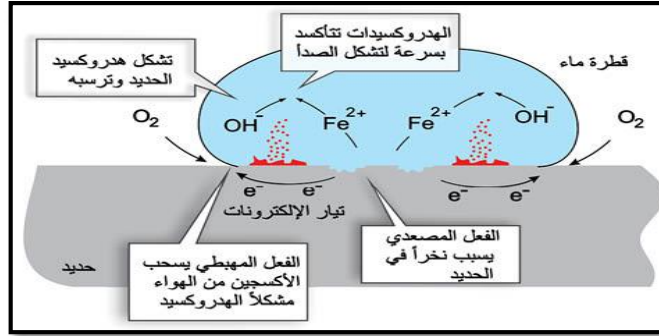 الهدروكسيدات تتأكسد
بسرعة لتشكل الصدأ
قطرة ماء
تشكل هدروكسيد
الحديد وترسبه
O₂
OH⁻
Fe²⁺
Fe²⁺
OH⁻
O₂
e⁻
e⁻
e⁻
e⁻
تيار الإلكترونات
الفعل المصعدي
يسبب نخراً في
الحديد
الفعل المهبطي يسحب
الأكسجين من الهواء
مشكلاً الهدروكسيد
حديد